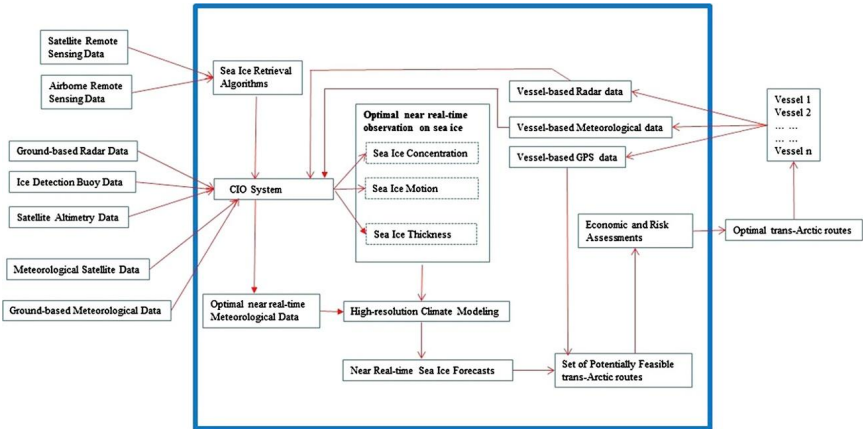 Satellite Remote
Sensing Data
Airborne Remote
Sensing Data
Ground-based Radar Data
Ice Detection Buoy Data
Satellite Altimetry Data
Meteorological Satellite Data
Ground-based Meteorological Data
Sea Ice Retrieval
Algorithms
CIO System
Optimal near real-time
Meteorological Data
Optimal near real-time
observation on sea ice
Sea Ice Concentration
Sea Ice Motion
Sea Ice Thickness
High-resolution Climate Modeling
Near Real-time Sea Ice Forecasts
Vessel-based Radar data
Vessel-based Meteorological data
Vessel-based GPS data
Set of Potentially Feasible
trans-Arctic routes
Economic and Risk
Assessments
Vessel 1
Vessel 2
... ...
... ...
Vessel n
Optimal trans-Arctic routes